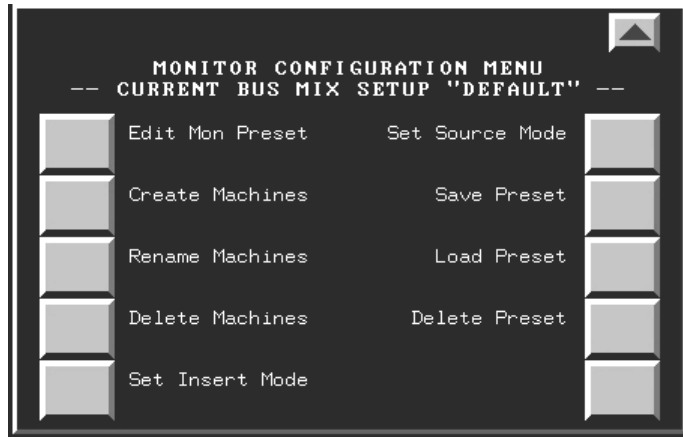 MONITOR CONFIGURATION MENU
-- CURRENT BUS MIX SETUP "DEFAULT" --
Edit Mon Preset Set Source Mode
Create Machines Save Preset
Rename Machines Load Preset
Delete Machines Delete Preset
Set Insert Mode